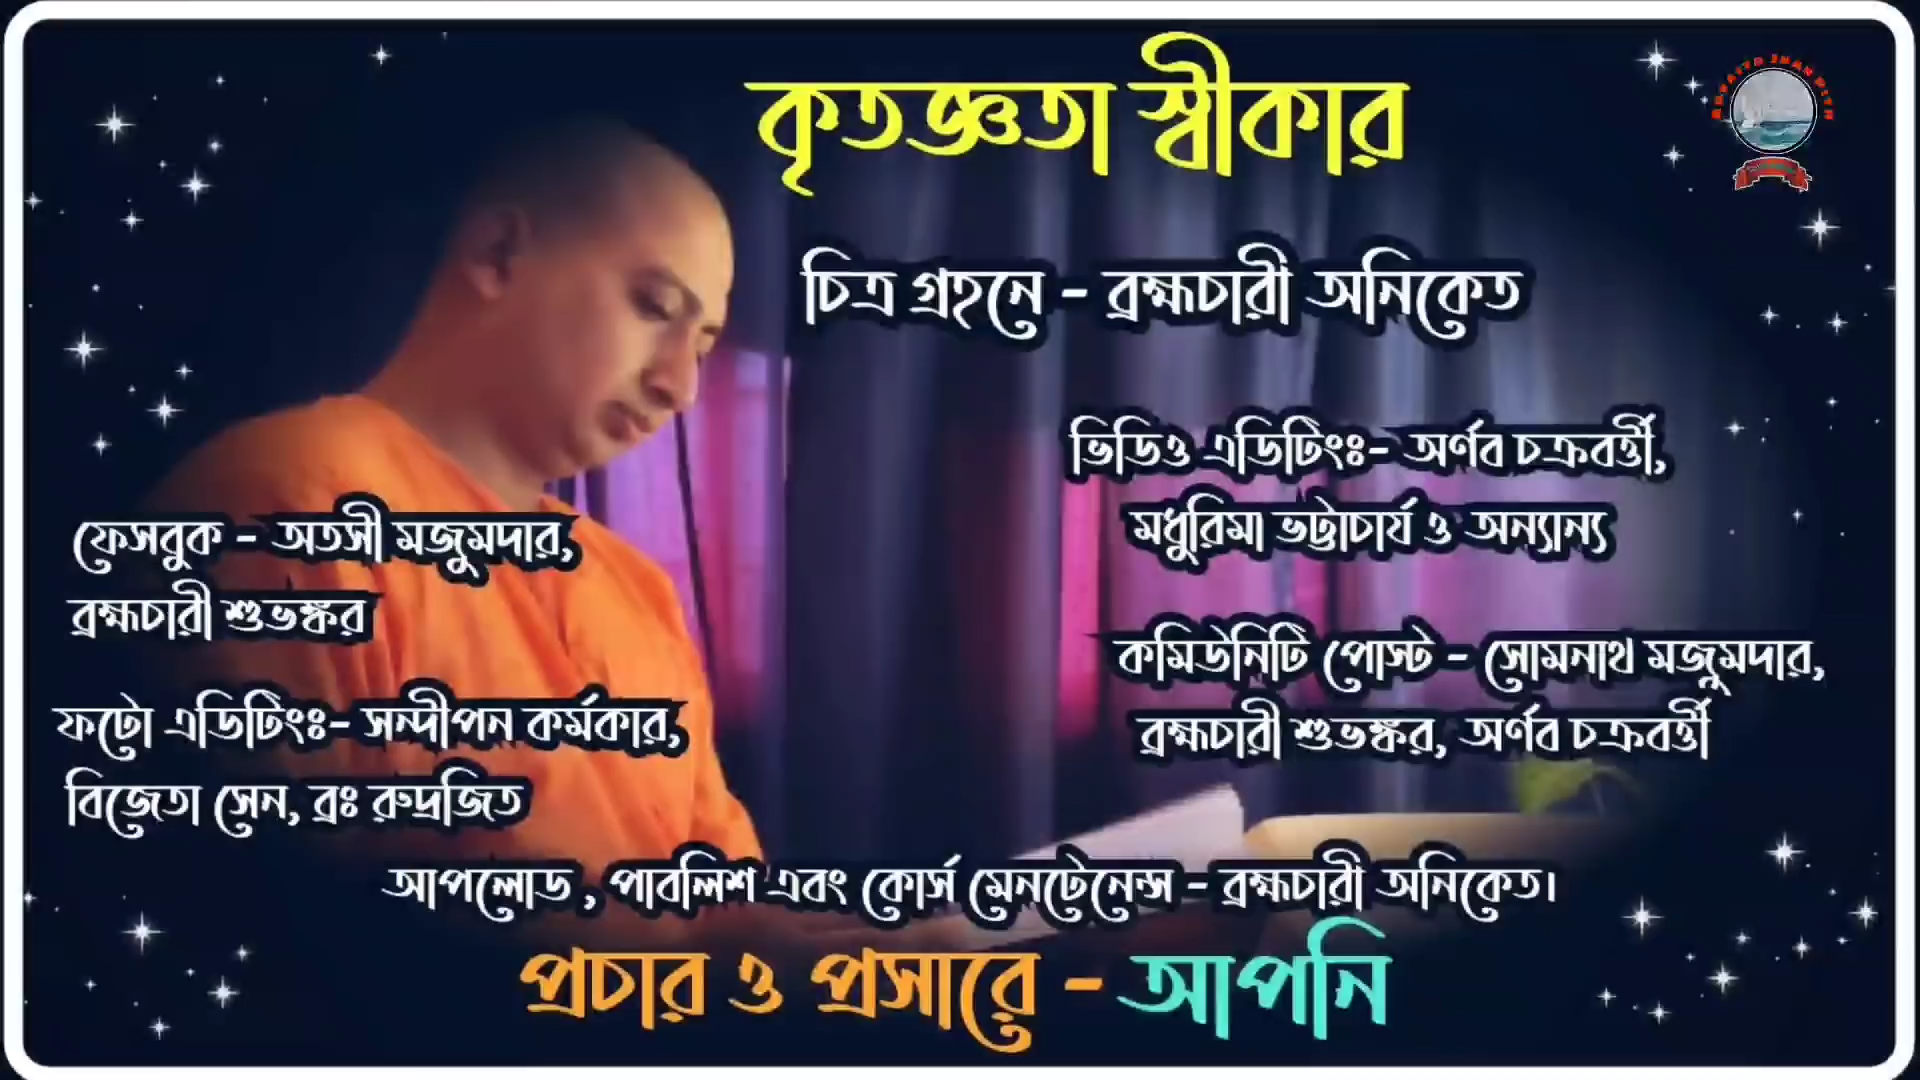 কৃতজ্ঞতা স্বীকার
চিত্র গ্রহনে - ব্রহ্মচারী অনিকেত
ভিডিও এডিটিংঃ- অর্ণব চক্রবর্ত্তী,
মধুরিমা ভট্টাচার্য ও অন্যান্য
ফেসবুক - অতসী মজুমদার,
ব্রহ্মচারী শুভঙ্কর
কমিউনিটি পোস্ট - সোমনাথ মজুমদার,
ব্রহ্মচারী শুভঙ্কর, অর্ণব চক্রবর্ত্তী
ফটো এডিটিংঃ- সন্দীপন কর্মকার,
বিজেতা সেন, ব্রঃ রুদ্রজিত
আপলোড , পাবলিশ এবং কোর্স মেনটেনেন্স - ব্রহ্মচারী অনিকেত।
প্রচার ও প্রসারে - আপনি